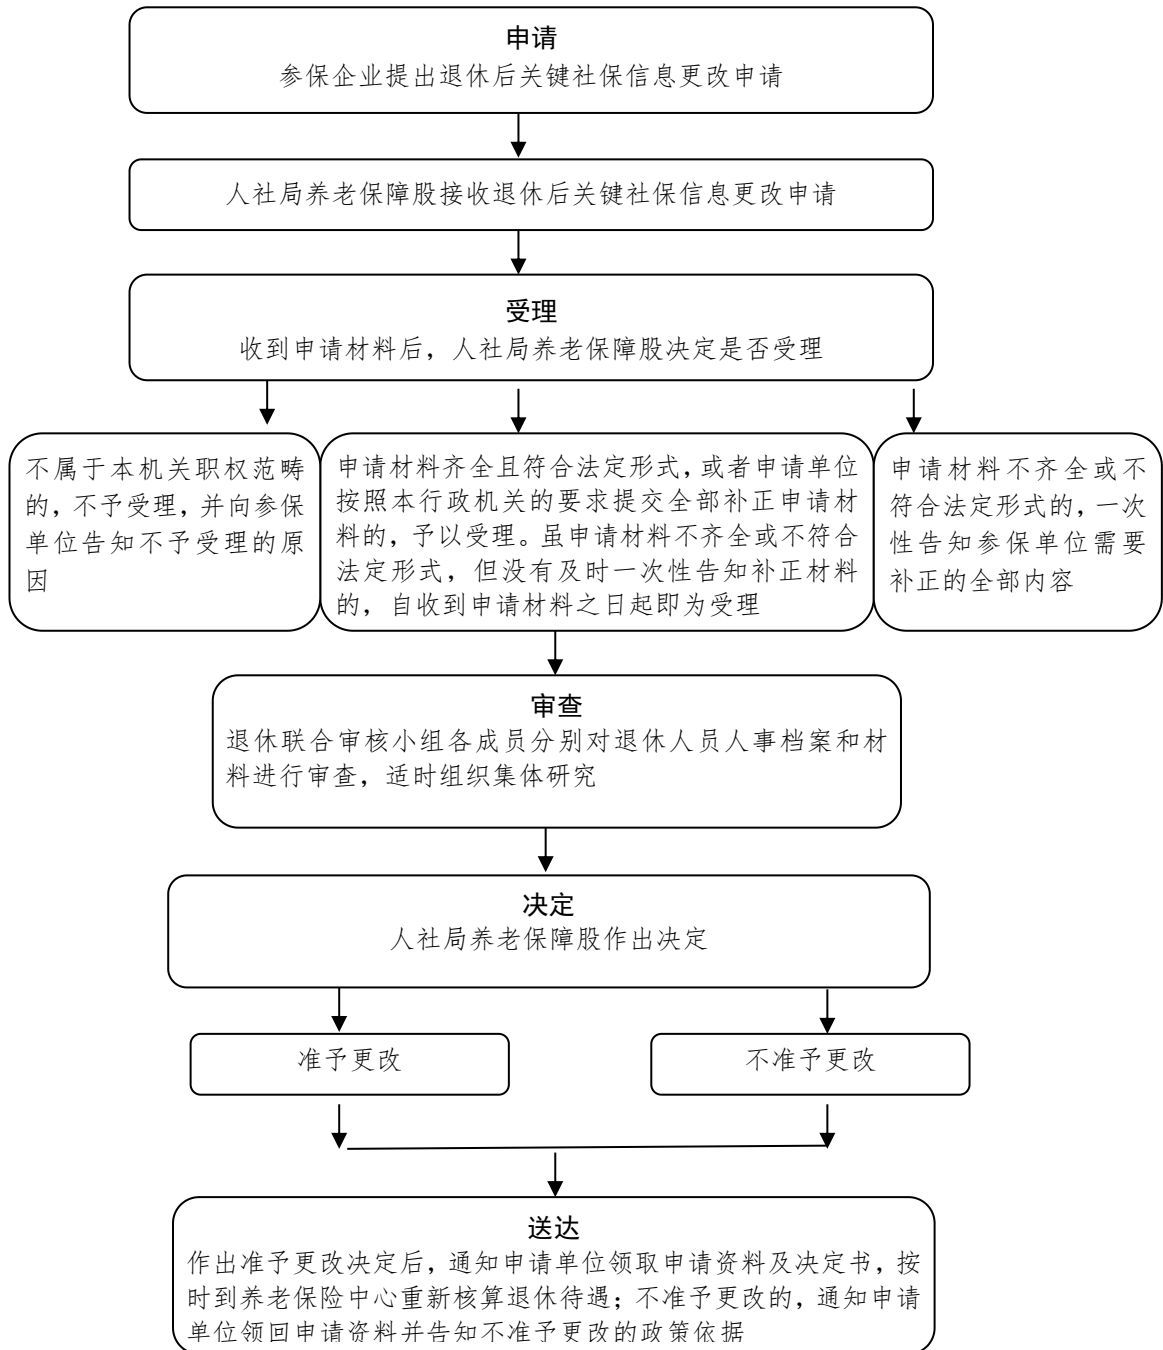 申请
参保企业提出退休后关键社保信息更改申请
人社局养老保障股接收退休后关键社保信息更改申请
受理
收到申请材料后，人社局养老保障股决定是否受理
不属于本机关职权范畴
的，不予受理，并向参保
单位告知不予受理的原
因
申请材料齐全且符合法定形式，或者申请单位
按照本行政机关的要求提交全部补正申请材
料的，予以受理。虽申请材料不齐全或不符合
法定形式，但没有及时一次性告知补正材料
的，自收到申请材料之日起即为受理
申请材料不齐全或不
符合法定形式的，一次
性告知参保单位需要
补正的全部内容
审查
退休联合审核小组各成员分别对退休人员人事档案和材
料进行审查，适时组织集体研究
决定
人社局养老保障股作出决定
准予更改
不准予更改
送达
作出准予更改决定后，通知申请单位领取申请资料及决定书，按
时到养老保险中心重新核算退休待遇；不准予更改的，通知申请
单位领回申请资料并告知不准予更改的政策依据